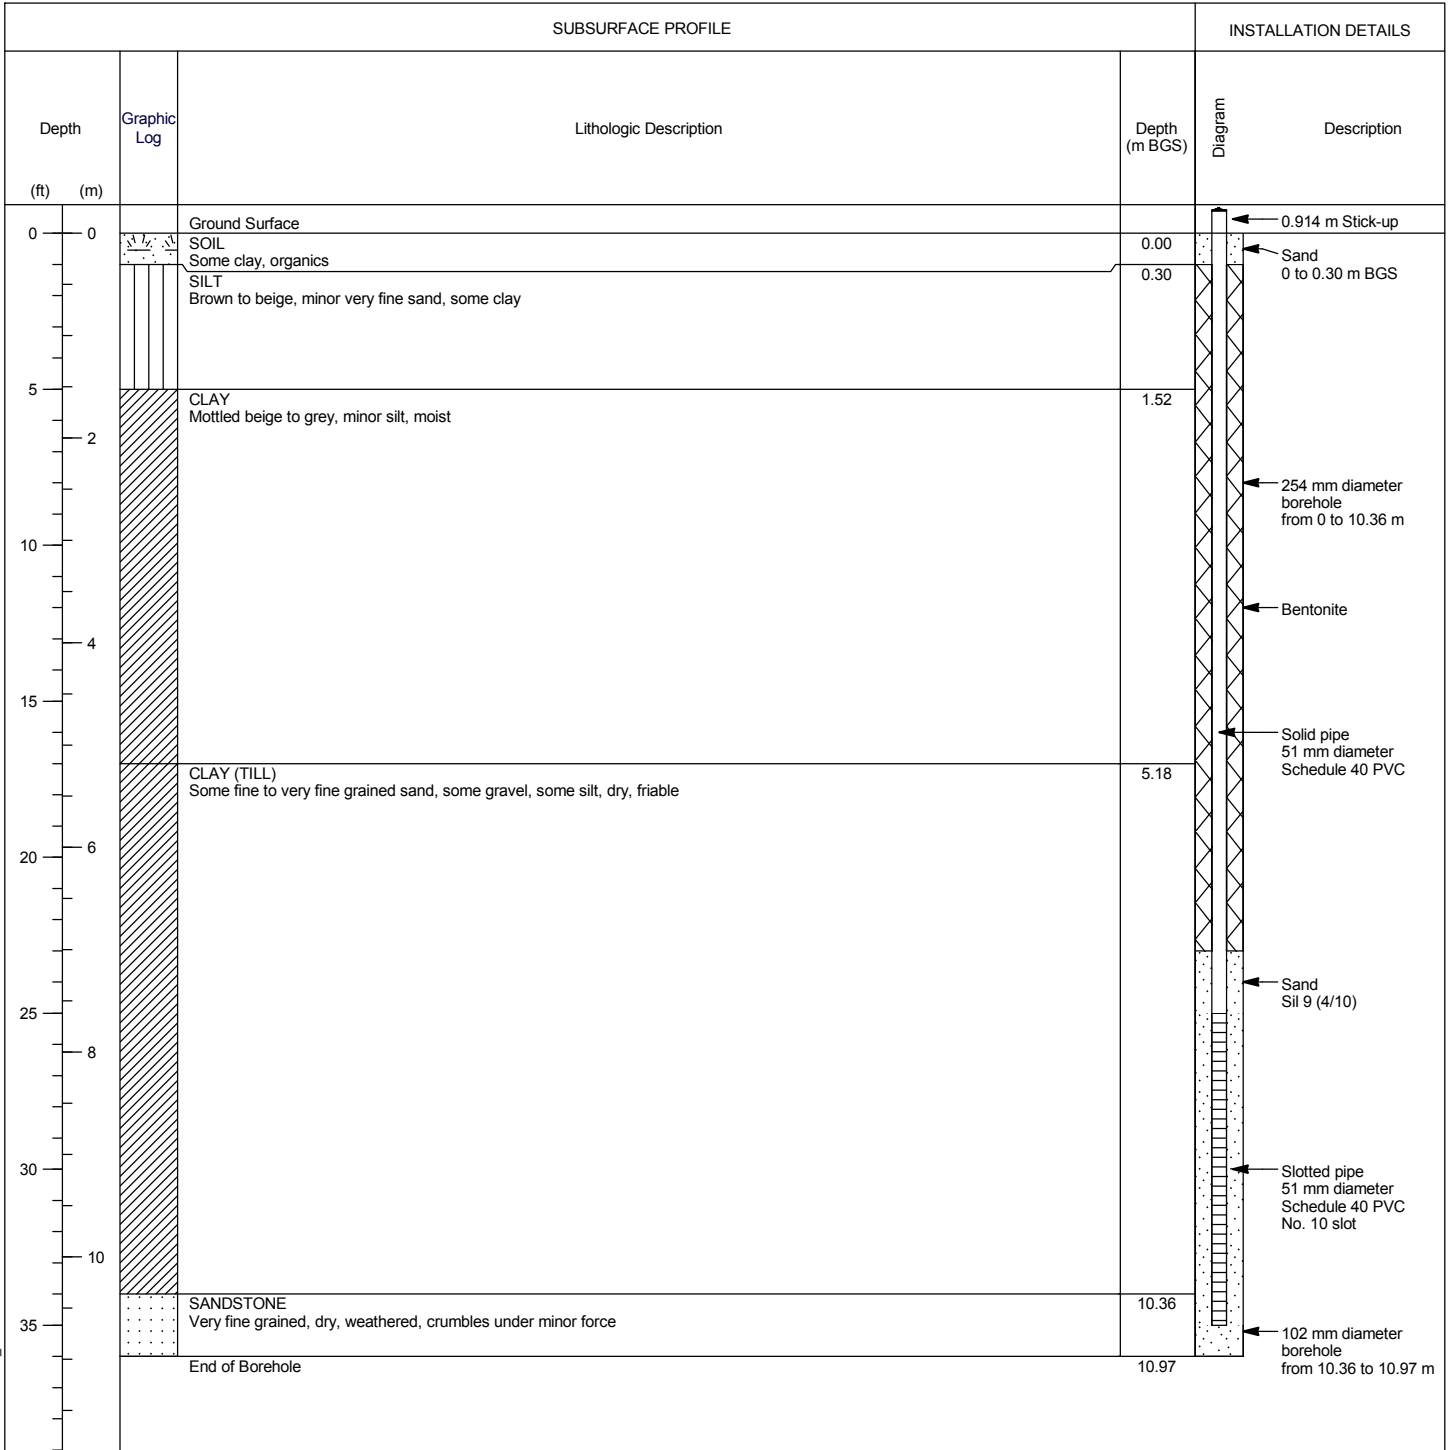 SUBSURFACE PROFILE
INSTALLATION DETAILS
Depth
Graphic
Log
Lithologic Description
Depth
(m BGS)
Diagram
Description
(ft) (m)
Ground Surface
0.914 m Stick-up
0 0
SOIL
Some clay, organics
0.00
Sand
0 to 0.30 m BGS
SILT
Brown to beige, minor very fine sand, some clay
0.30
5
CLAY
Mottled beige to grey, minor silt, moist
1.52
2
254 mm diameter
borehole
from 0 to 10.36 m
10
Bentonite
4
15
Solid pipe
51 mm diameter
Schedule 40 PVC
CLAY (TILL)
Some fine to very fine grained sand, some gravel, some silt, dry, friable
5.18
6
20
Sand
Sil 9 (4/10)
25
8
30
Slotted pipe
51 mm diameter
Schedule 40 PVC
No. 10 slot
10
SANDSTONE
Very fine grained, dry, weathered, crumbles under minor force
10.36
35
102 mm diameter
borehole
from 10.36 to 10.97 m
End of Borehole
10.97